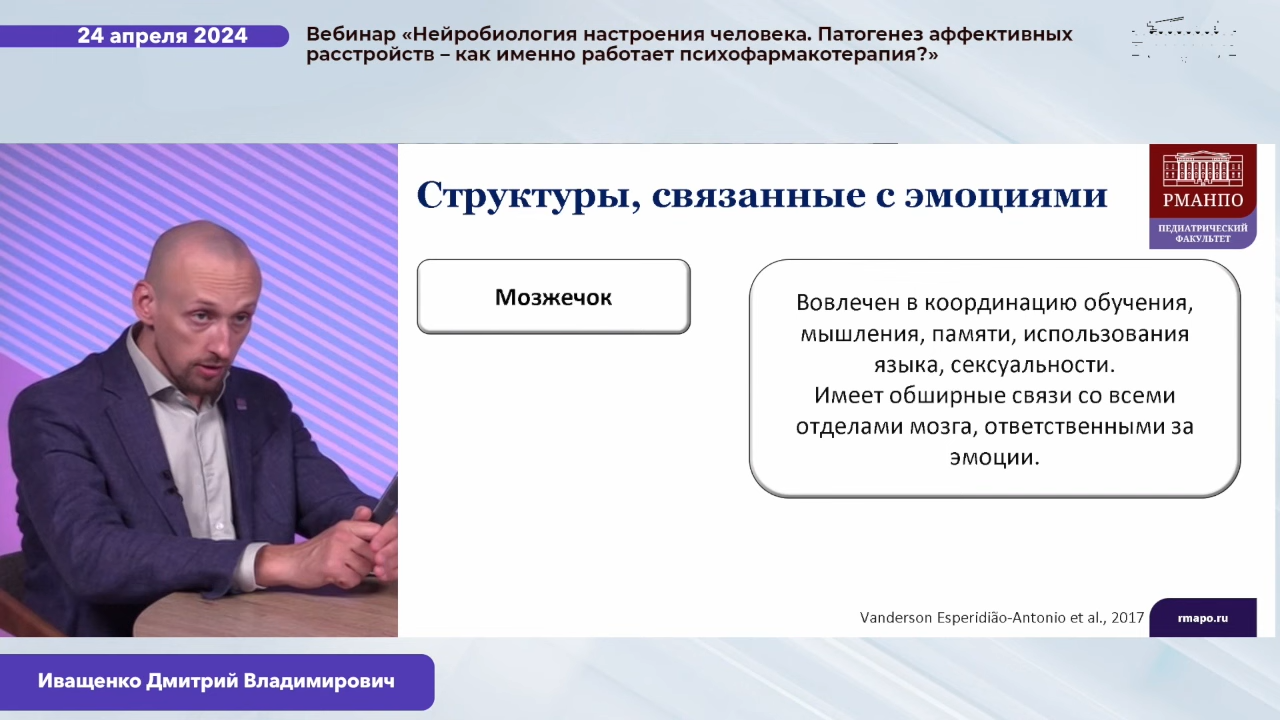 24 апреля 2024
Вебинар «Нейробиология настроения человека. Патогенез аффективных
расстройств – как именно работает психофармакотерапия?»
Структуры, связанные с эмоциями
РМАНПО
ПЕДИАТРИЧЕСКИЙ
ФАКУЛЬТЕТ
Мозжечок
Вовлечен в координацию обучения,
мышления, памяти, использования
языка, сексуальности.
Имеет обширные связи со всеми
отделами мозга, ответственными за
эмоции.
Vanderson Esperidião-Antonio et al., 2017
rmapo.ru
Иващенко Дмитрий Владимирович